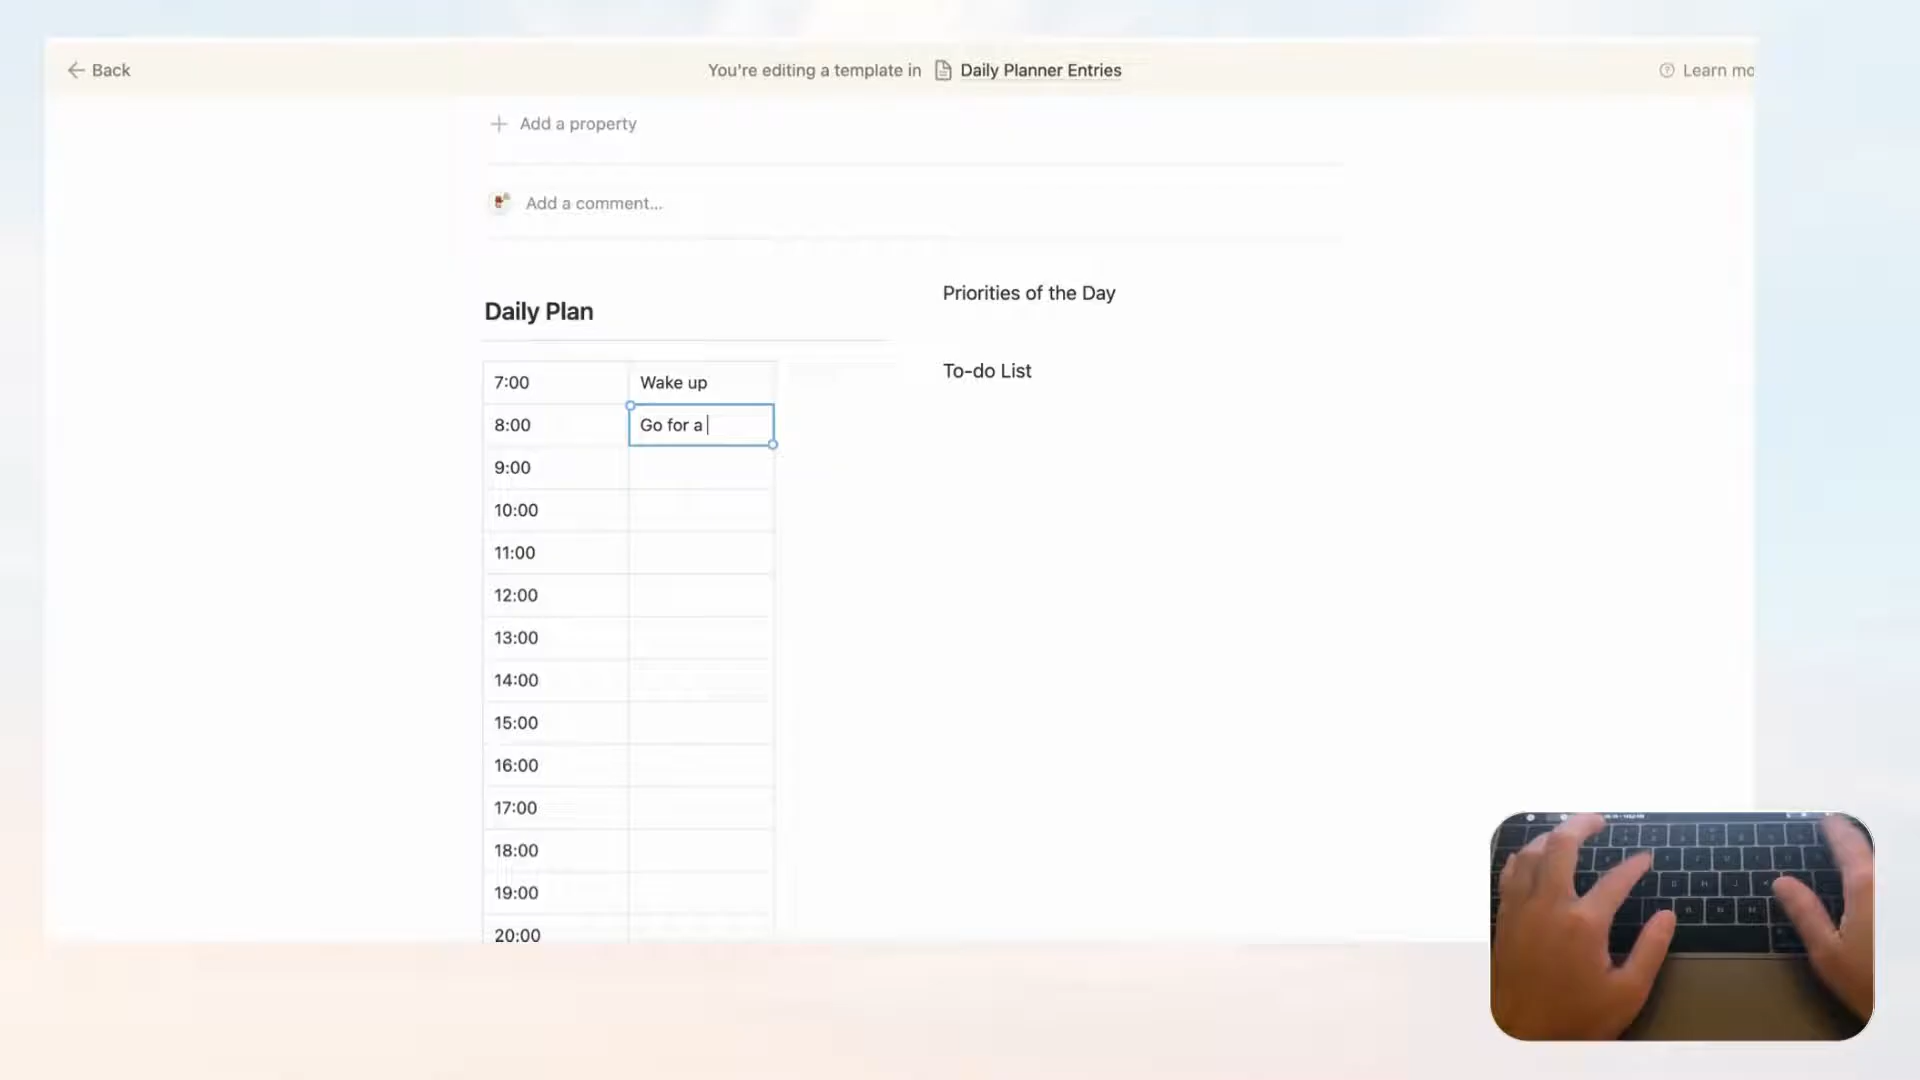 Back
You're editing a template in Daily Planner Entries
Learn mo
Add a property
Add a comment...
Daily Plan
7:00 Wake up
8:00 Go for a
9:00
10:00
11:00
12:00
13:00
14:00
15:00
16:00
17:00
18:00
19:00
20:00
Priorities of the Day
To-do List